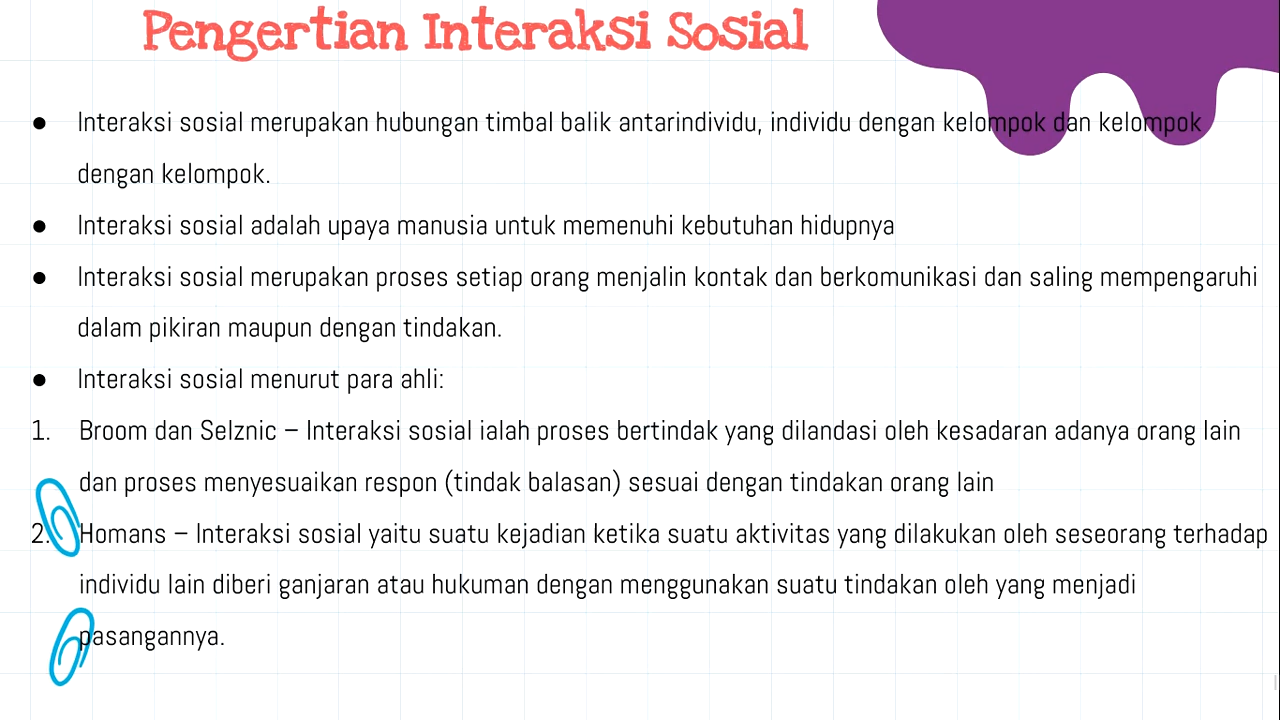 Pengertian Interaksi Sosial
● Interaksi sosial merupakan hubungan timbal balik antarindividu, individu dengan kelompok dan kelompok
dengan kelompok.
● Interaksi sosial adalah upaya manusia untuk memenuhi kebutuhan hidupnya
● Interaksi sosial merupakan proses setiap orang menjalin kontak dan berkomunikasi dan saling mempengaruhi
dalam pikiran maupun dengan tindakan.
● Interaksi sosial menurut para ahli:
1. Broom dan Selznic – Interaksi sosial ialah proses bertindak yang dilandasi oleh kesadaran adanya orang lain
dan proses menyesuaikan respon (tindak balasan) sesuai dengan tindakan orang lain
2. Homans – Interaksi sosial yaitu suatu kejadian ketika suatu aktivitas yang dilakukan oleh seseorang terhadap
individu lain diberi ganjaran atau hukuman dengan menggunakan suatu tindakan oleh yang menjadi
pasangannya.